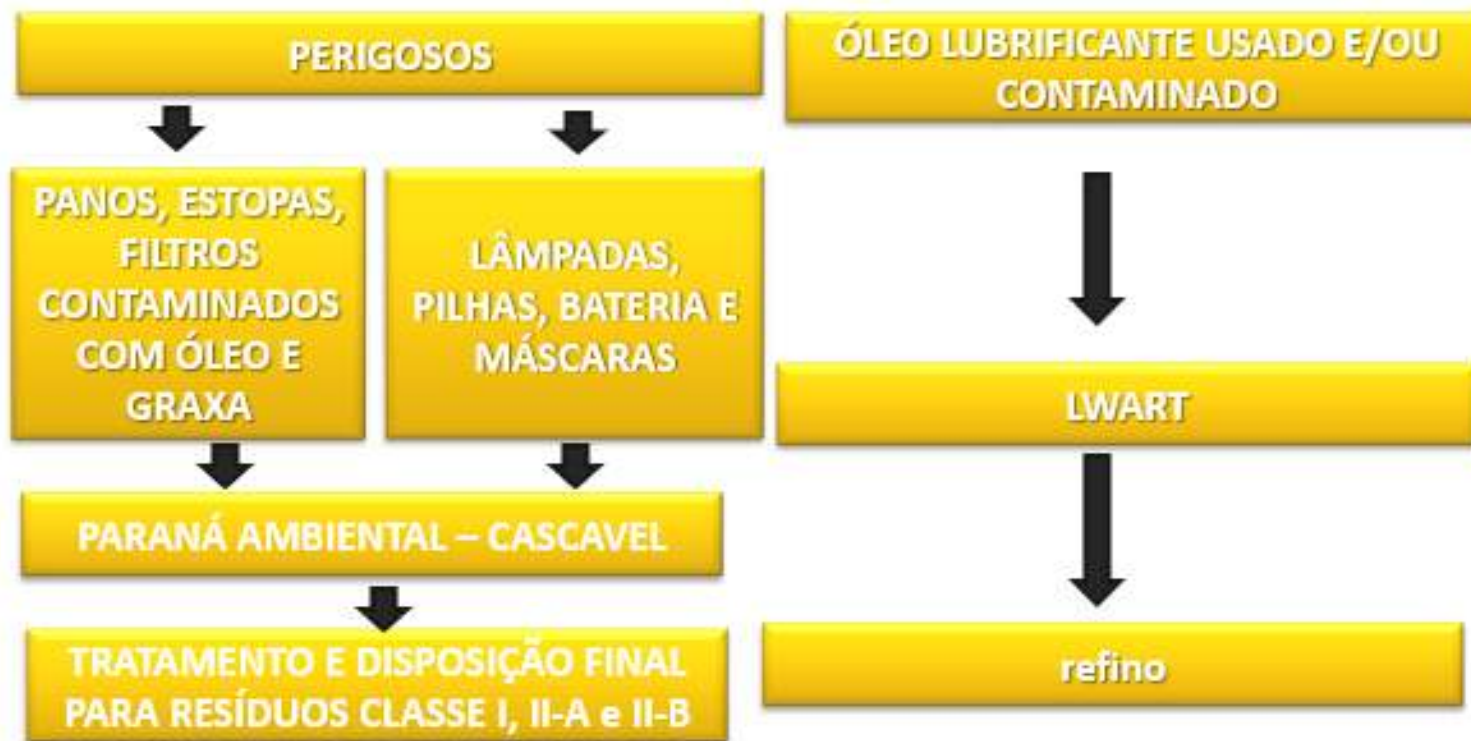 PERIGOSOS
PANOS, ESTOPAS,
FILTROS
CONTAMINADOS
COM ÓLEO E
GRAXA
LÂMPADAS,
PILHAS, BATERIA E
MÁSCARAS
PARANÁ AMBIENTAL – CASCAVEL
TRATAMENTO E DISPOSIÇÃO FINAL
PARA RESÍDUOS CLASSE I, II-A e II-B
ÓLEO LUBRIFICANTE USADO E/OU
CONTAMINADO
LWART
refino